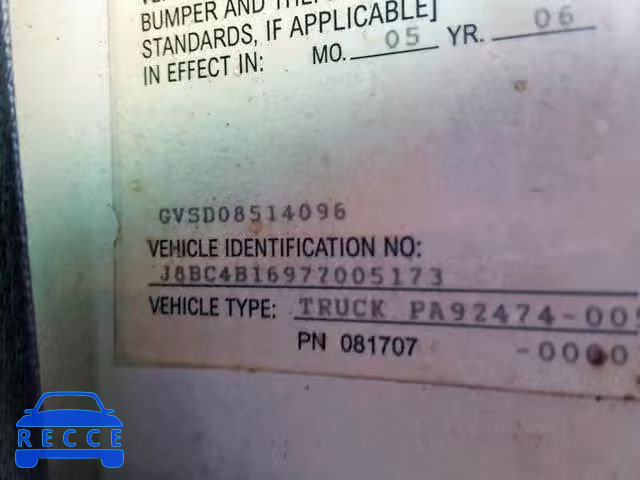 BUMPER AND
STANDARDS, IF APPLICABLE]
IN EFFECT IN: MO. 05 YR. 06
GVSD08514096
VEHICLE IDENTIFICATION NO:
J8BC4B16977005173
VEHICLE TYPE: TRUCK PA92474-00
PN 081707 -0000
RECCE